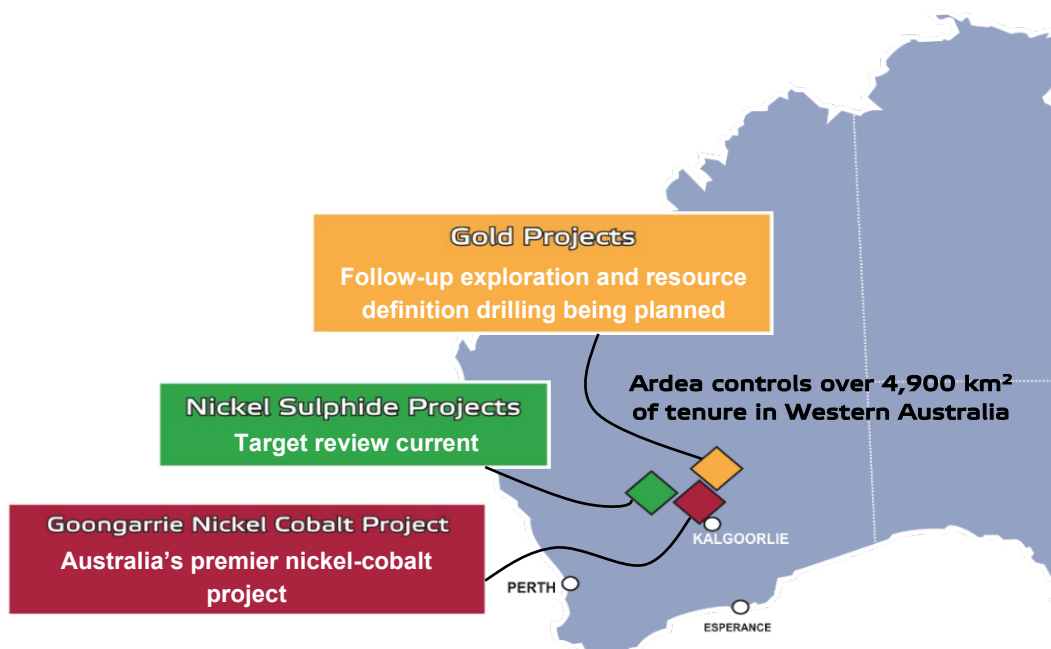 Gold Projects
Follow-up exploration and resource
definition drilling being planned
Ardea controls over 4,900 km²
of tenure in Western Australia
Nickel Sulphide Projects
Target review current
Goongarrie Nickel Cobalt Project
Australia’s premier nickel-cobalt
project
KALGOORLIE
PERTH
ESPERANCE